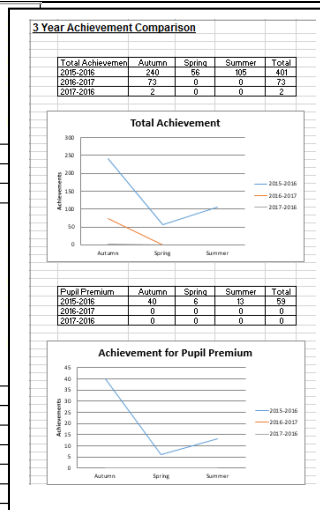 3 Year Achievement Comparison
Total Achievemen Autumn Spring Summer Total
2015-2016 240 56 105 401
2016-2017 73 0 0 73
2017-2016 2 0 0 2
Total Achievement
300
250
200
150
100
50
0
Achievements
Autumn Spring Summer
2015-2016
2016-2017
2017-2016
Pupil Premium Autumn Spring Summer Total
2015-2016 40 6 13 59
2016-2017 0 0 0 0
2017-2016 0 0 0 0
Achievement for Pupil Premium
45
40
35
30
25
20
15
10
5
0
Achievements
Autumn Spring Summer
2015-2016
2016-2017
2017-2016